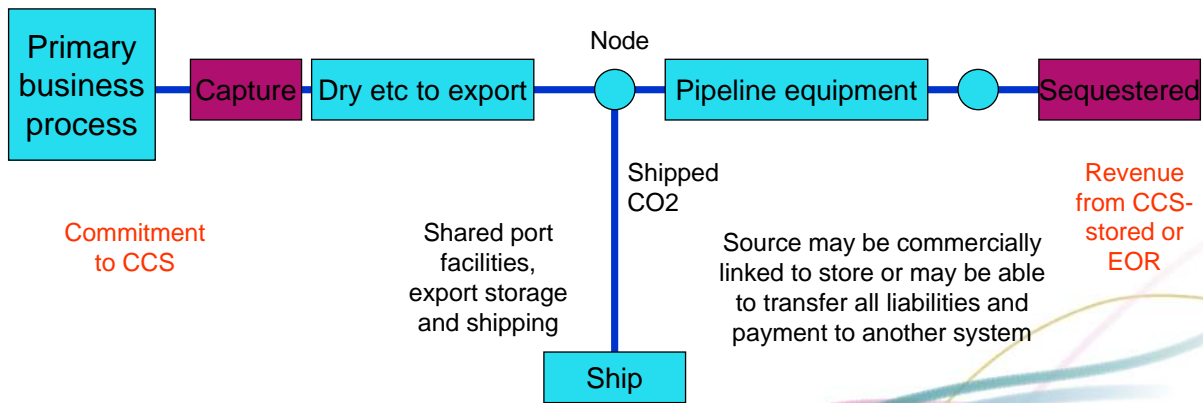 Primary
business
process
Capture
Dry etc to export
Node
Pipeline equipment
Sequestered
Commitment
to CCS
Shared port
facilities,
export storage
and shipping
Shipped
CO2
Ship
Source may be commercially
linked to store or may be able
to transfer all liabilities and
payment to another system
Revenue
from CCS-
stored or
EOR